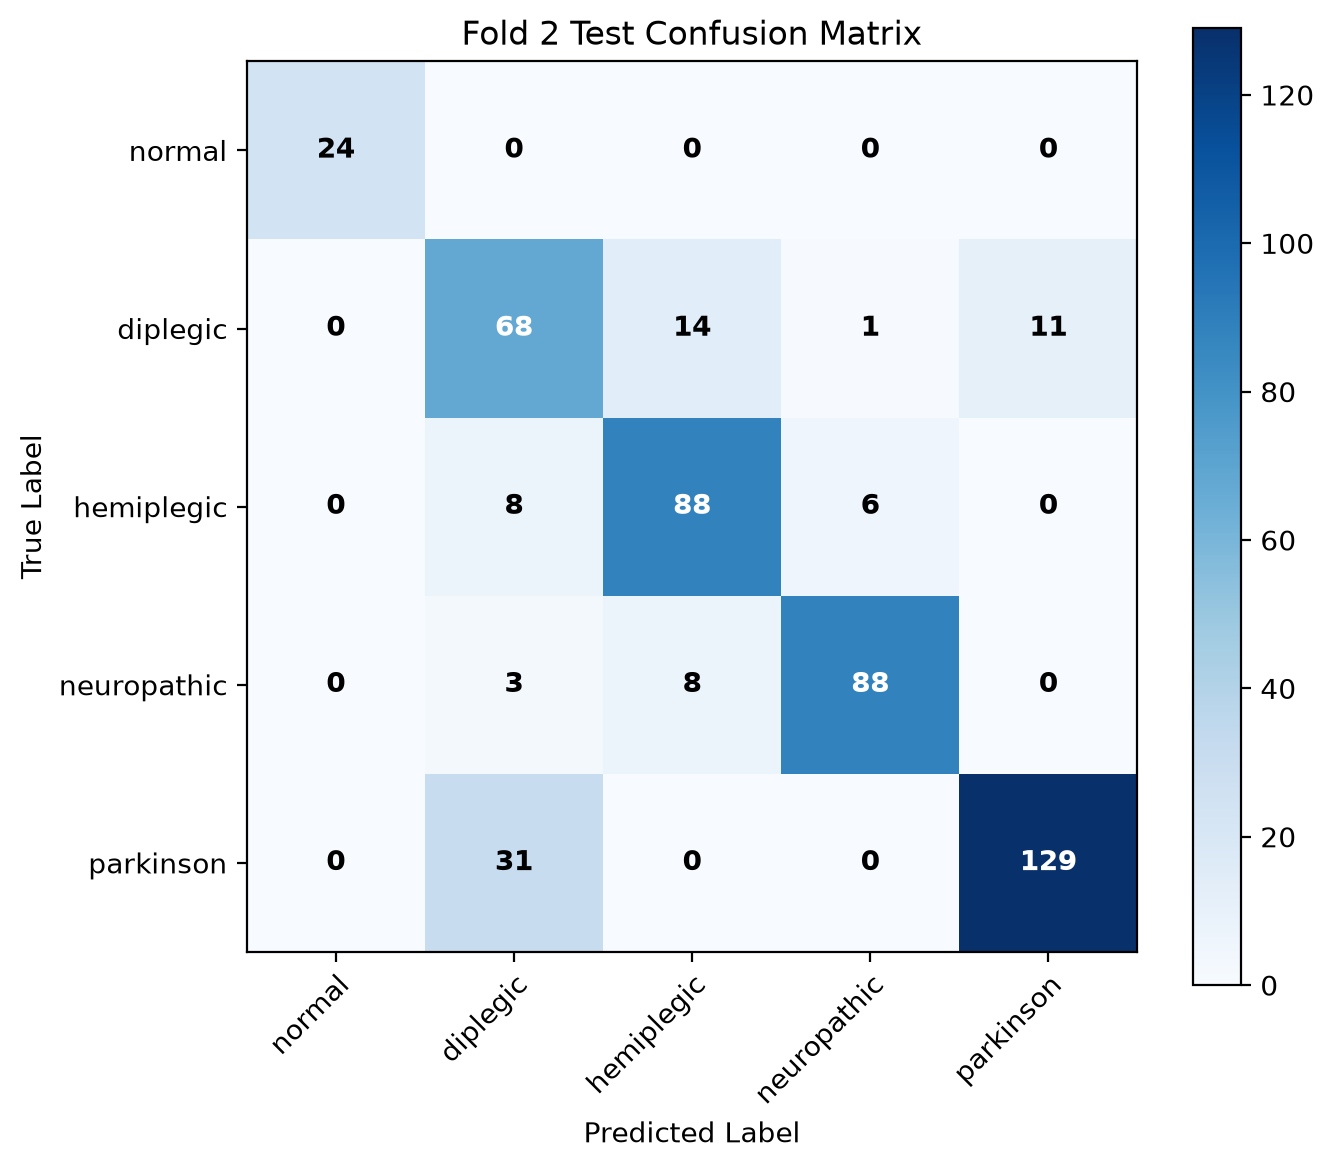 Fold 2 Test Confusion Matrix
True Label
normal 24 0 0 0 0
diplegic 0 68 14 1 11
hemiplegic 0 8 88 6 0
neuropathic 0 3 8 88 0
parkinson 0 31 0 0 129
normal diplegic hemiplegic neuropathic parkinson
Predicted Label
120
100
80
60
40
20
0